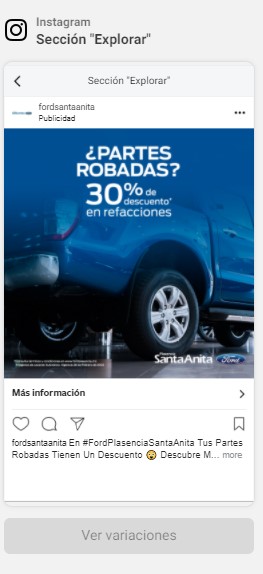 Instagram
Sección "Explorar"
Sección "Explorar"
fordsantaanita
Publicidad
¿PARTES
ROBADAS?
30% de
descuento*
en refacciones
Plasencia
SantaAnita Ford
Más información
fordsantaanita En #FordPlasenciaSantaAnita Tus Partes
Robadas Tienen Un Descuento 😮 Descubre M... more
Ver variaciones